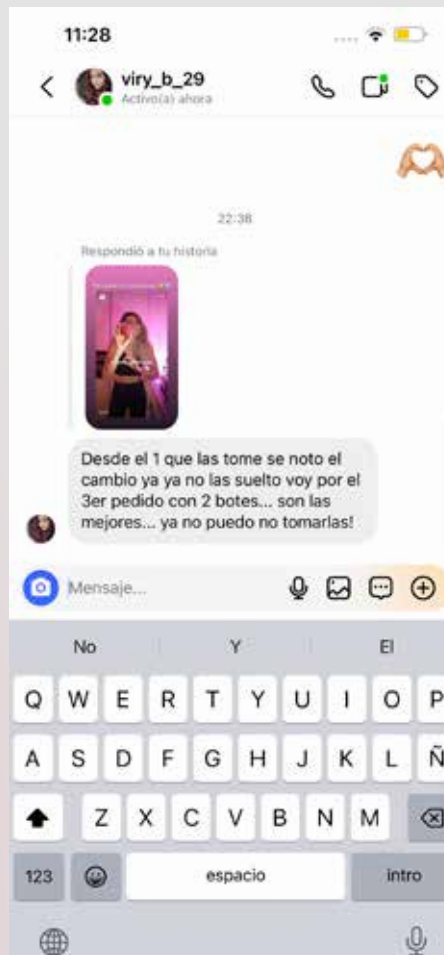 11:28
viry_b_29
Activo(a) ahora
22:38
Respondió a tu historia
Desde el 1 que las tome se noto el
cambio ya ya no las suelto voy por el
3er pedido con 2 botes... son las
mejores... ya no puedo no tomarlas!
Mensaje...
No Y El
Q W E R T Y U I O P
A S D F G H J K L Ñ
Z X C V B N M
123 espacio intro